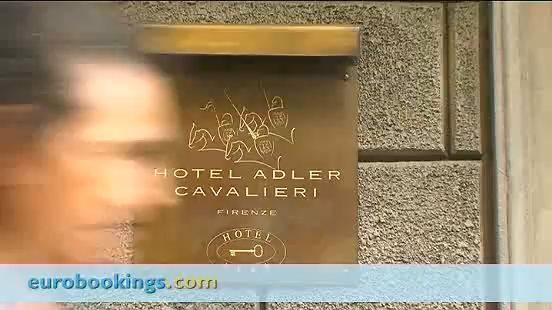 HOTEL ADLER
CAVALIERI
FIRENZE
HOTEL
eurobookings.com